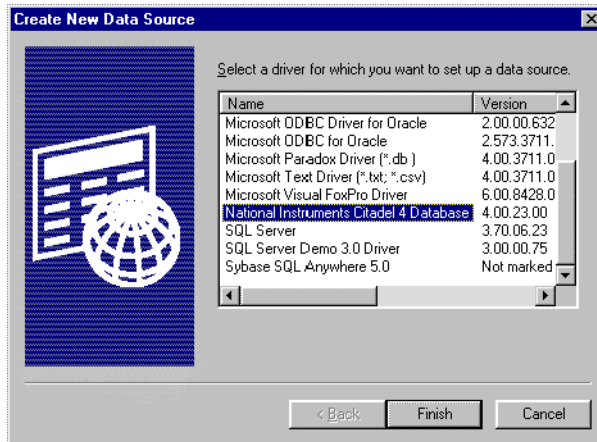 Create New Data Source
Select a driver for which you want to set up a data source.
Name Version
Microsoft ODBC Driver for Oracle 2.00.00.632
Microsoft ODBC for Oracle 2.573.3711.
Microsoft Paradox Driver (*.db ) 4.00.3711.0
Microsoft Text Driver (*.txt; *.csv) 4.00.3711.0
Microsoft Visual FoxPro Driver 6.00.8428.0
National Instruments Citadel 4 Database 4.00.23.00
SQL Server 3.70.06.23
SQL Server Demo 3.0 Driver 3.00.00.75
Sybase SQL Anywhere 5.0 Not marked
< Back Finish Cancel